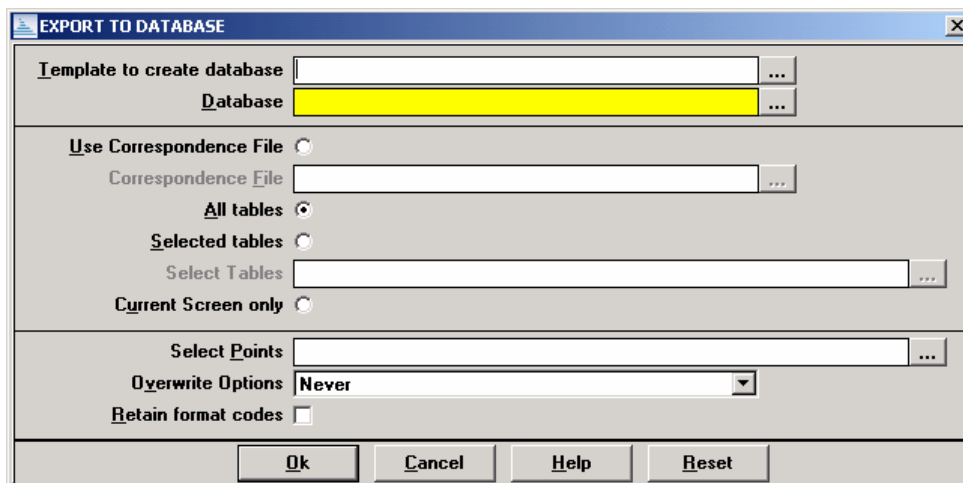 EXPORT TO DATABASE
Template to create database ...
Database ...
Use Correspondence File
Correspondence File ...
All tables
Selected tables
Select Tables ...
Current Screen only
Select Points ...
Overwrite Options Never
Retain format codes
Ok Cancel Help Reset